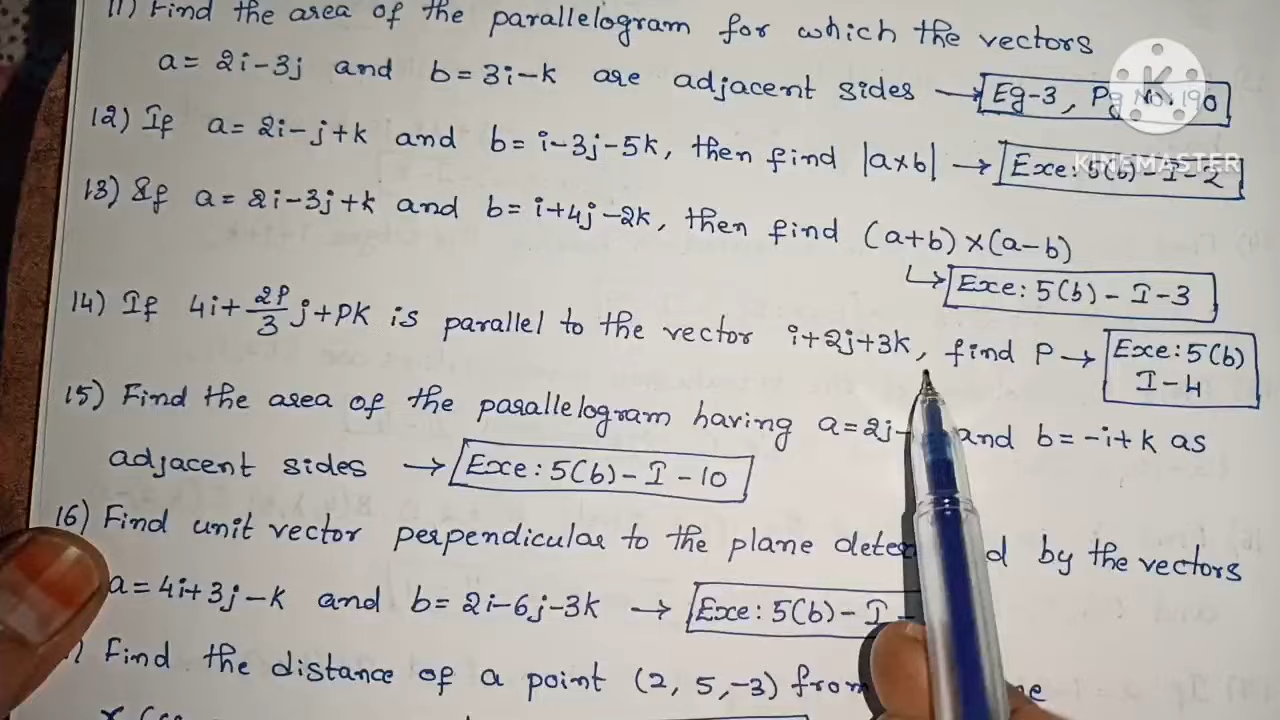 11) Find the area of the parallelogram for which the vectors
a = 2i-3j and b = 3i-k are adjacent sides → Eg-3, Pg No: 190
12) If a = 2i-j+k and b = i-3j-5k, then find |a×b| → Exe: 5(b)-I-2
KINEMASTER
13) If a = 2i-3j+k and b = i+4j-2k, then find (a+b)×(a-b)
↳ Exe: 5(b)-I-3
14) If 4i+2P/3 j+PK is parallel to the vector i+2j+3k, find P → Exe: 5(b)
I-4
15) Find the area of the parallelogram having a=2j- and b = -i+k as
adjacent sides → Exe: 5(b)-I-10
16) Find unit vector perpendicular to the plane dete d by the vectors
a = 4i+3j-k and b = 2i-6j-3k → Exe: 5(b)-I-
Find the distance of a point (2, 5, -3) from